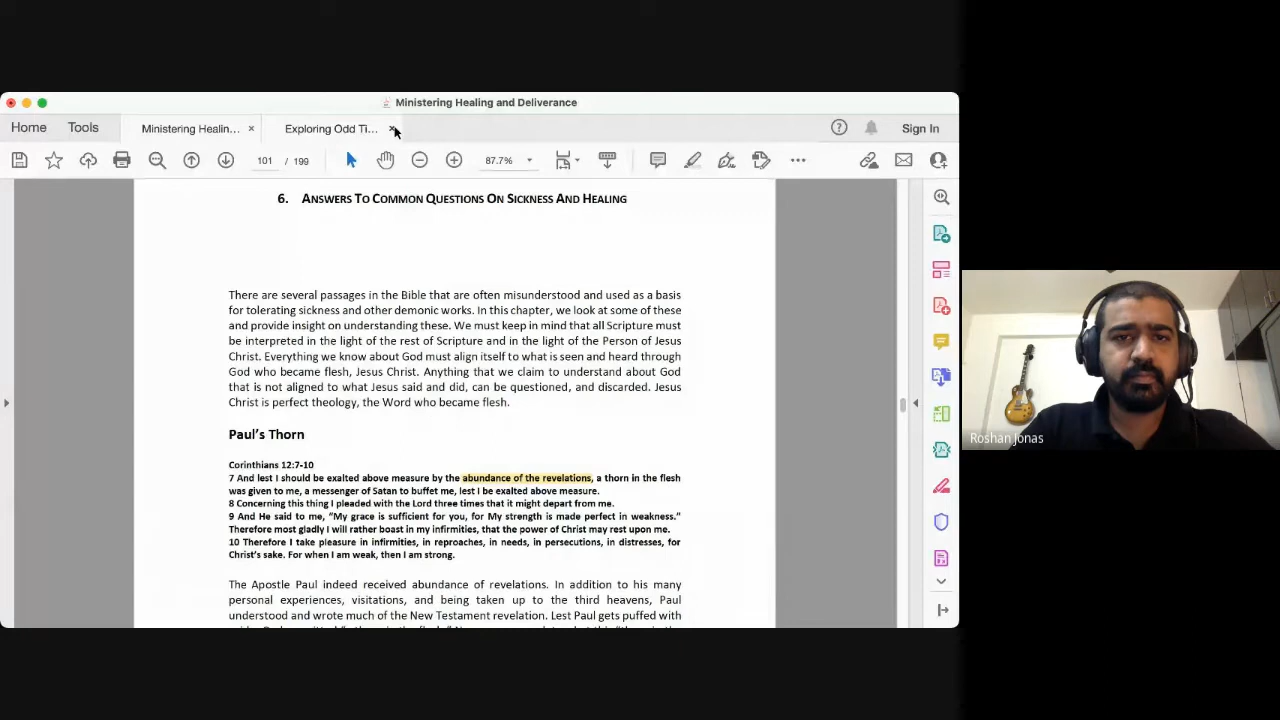 Ministering Healing and Deliverance
Home Tools Ministering Healin... × Exploring Odd Ti... × Sign In
101 / 199 87.7%
6. ANSWERS TO COMMON QUESTIONS ON SICKNESS AND HEALING
There are several passages in the Bible that are often misunderstood and used as a basis
for tolerating sickness and other demonic works. In this chapter, we look at some of these
and provide insight on understanding these. We must keep in mind that all Scripture must
be interpreted in the light of the rest of Scripture and in the light of the Person of Jesus
Christ. Everything we know about God must align itself to what is seen and heard through
God who became flesh, Jesus Christ. Anything that we claim to understand about God
that is not aligned to what Jesus said and did, can be questioned, and discarded. Jesus
Christ is perfect theology, the Word who became flesh.
Paul's Thorn
Corinthians 12:7-10
7 And lest I should be exalted above measure by the abundance of the revelations, a thorn in the flesh
was given to me, a messenger of Satan to buffet me, lest I be exalted above measure.
8 Concerning this thing I pleaded with the Lord three times that it might depart from me.
9 And He said to me, "My grace is sufficient for you, for My strength is made perfect in weakness."
Therefore most gladly I will rather boast in my infirmities, that the power of Christ may rest upon me.
10 Therefore I take pleasure in infirmities, in reproaches, in needs, in persecutions, in distresses, for
Christ's sake. For when I am weak, then I am strong.
The Apostle Paul indeed received abundance of revelations. In addition to his many
personal experiences, visitations, and being taken up to the third heavens, Paul
understood and wrote much of the New Testament revelation. Lest Paul gets puffed with
Roshan Jonas